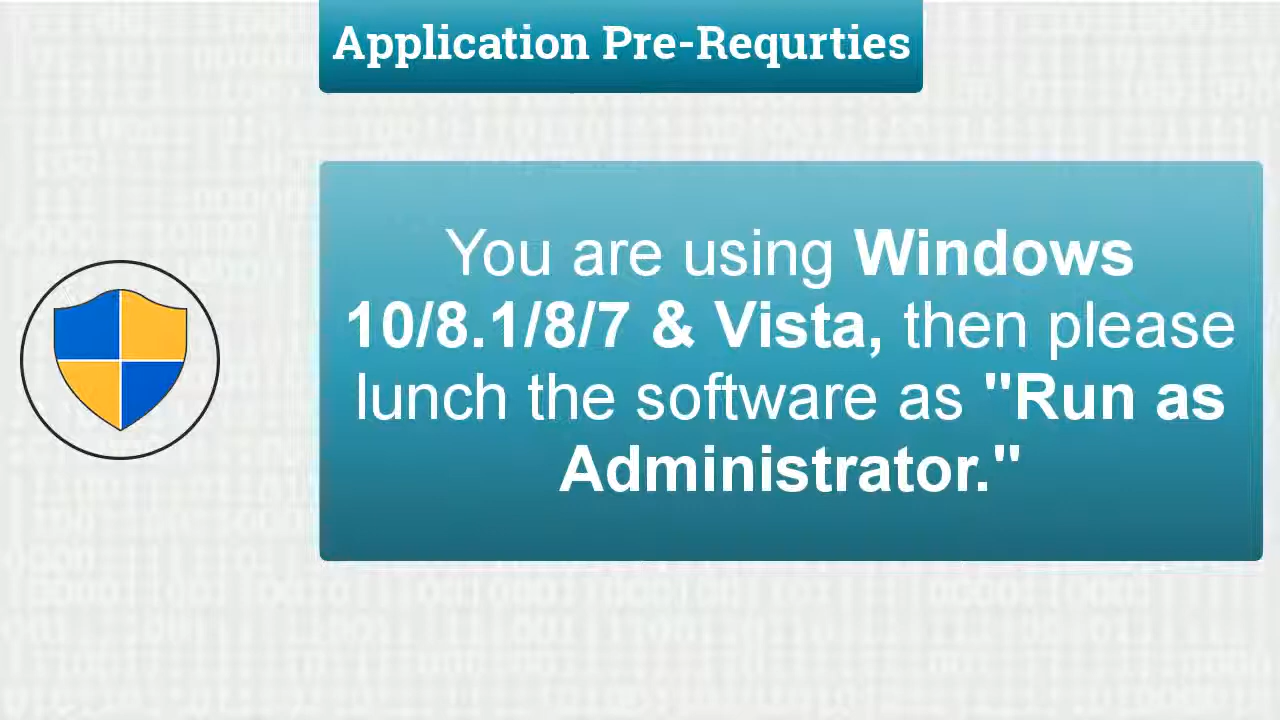 Application Pre-Requrties
You are using Windows
10/8.1/8/7 & Vista, then please
lunch the software as "Run as
Administrator."